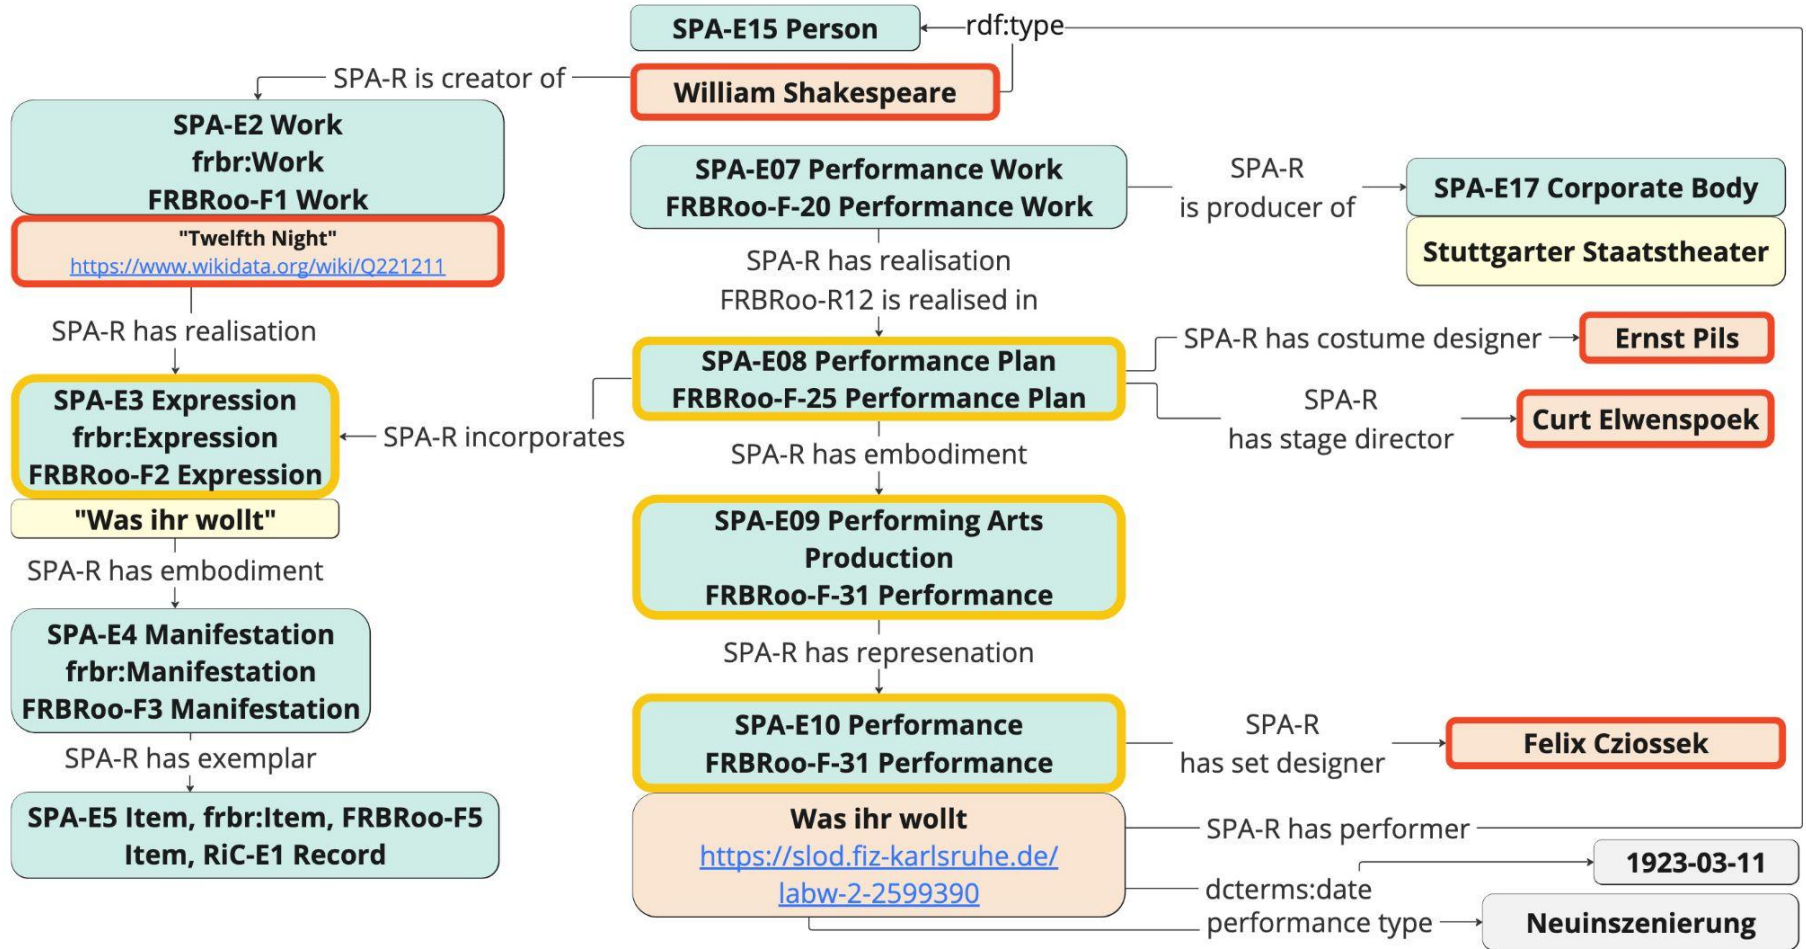 SPA-E15 Person
rdf:type
William Shakespeare
SPA-R is creator of
SPA-E2 Work
frbr:Work
FRBRoo-F1 Work
"Twelfth Night"
https://www.wikidata.org/wiki/Q221211
SPA-R has realisation
SPA-E3 Expression
frbr:Expression
FRBRoo-F2 Expression
"Was ihr wollt"
SPA-R has embodiment
SPA-E4 Manifestation
frbr:Manifestation
FRBRoo-F3 Manifestation
SPA-R has exemplar
SPA-E5 Item, frbr:Item, FRBRoo-F5
Item, RiC-E1 Record
SPA-E07 Performance Work
FRBRoo-F-20 Performance Work
SPA-R
is producer of
SPA-E17 Corporate Body
Stuttgarter Staatstheater
SPA-R has realisation
FRBRoo-R12 is realised in
SPA-E08 Performance Plan
FRBRoo-F-25 Performance Plan
SPA-R incorporates
SPA-R has costume designer
Ernst Pils
SPA-R
has stage director
Curt Elwenspoek
SPA-R has embodiment
SPA-E09 Performing Arts
Production
FRBRoo-F-31 Performance
SPA-R has represenation
SPA-E10 Performance
FRBRoo-F-31 Performance
SPA-R
has set designer
Felix Cziossek
Was ihr wollt
https://slod.fiz-karlsruhe.de/
labw-2-2599390
SPA-R has performer
dcterms:date
1923-03-11
performance type
Neuinszenierung